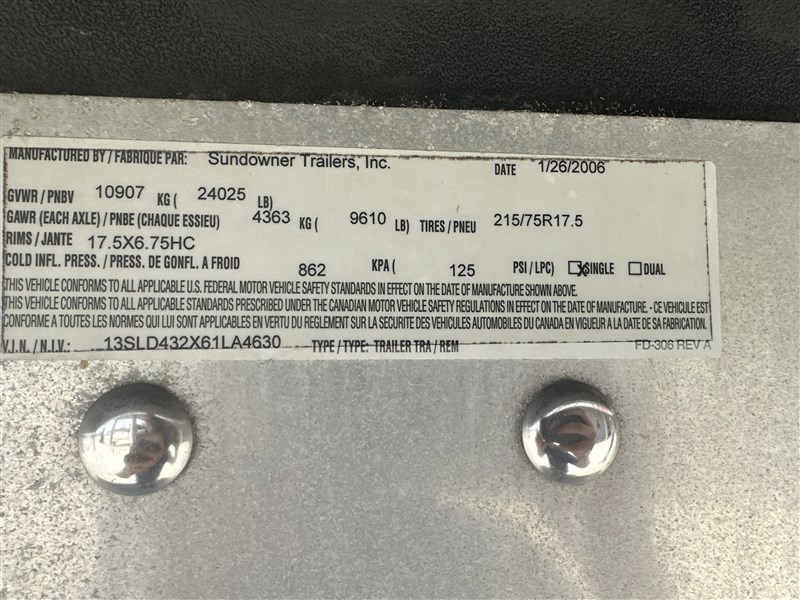 MANUFACTURED BY / FABRIQUE PAR: Sundowner Trailers, Inc. DATE 1/26/2006
GVWR / PNBV 10907 KG ( 24025 LB)
GAWR (EACH AXLE) / PNBE (CHAQUE ESSIEU) 4363 KG ( 9610 LB) TIRES / PNEU 215/75R17.5
RIMS / JANTE 17.5X6.75HC
COLD INFL. PRESS. / PRESS. DE GONFL. A FROID 862 KPA ( 125 PSI / LPC) ☒ SINGLE ☐ DUAL
THIS VEHICLE CONFORMS TO ALL APPLICABLE U.S. FEDERAL MOTOR VEHICLE SAFETY STANDARDS IN EFFECT ON THE DATE OF MANUFACTURE SHOWN ABOVE.
THIS VEHICLE CONFORMS TO ALL APPLICABLE STANDARDS PRESCRIBED UNDER THE CANADIAN MOTOR VEHICLE SAFETY REGULATIONS IN EFFECT ON THE DATE OF MANUFACTURE. - CE VEHICULE EST
CONFORME A TOUTES LES NORMES QUI LUI SONT APPLICABLES EN VERTU DU REGLEMENT SUR LA SECURITE DES VEHICULES AUTOMOBILES DU CANADA EN VIGUEUR A LA DATE DE SA FABRICATION.
V.I.N. / N.I.V.: 13SLD432X61LA4630 TYPE / TYPE: TRAILER TRA / REM FD-306 REV A